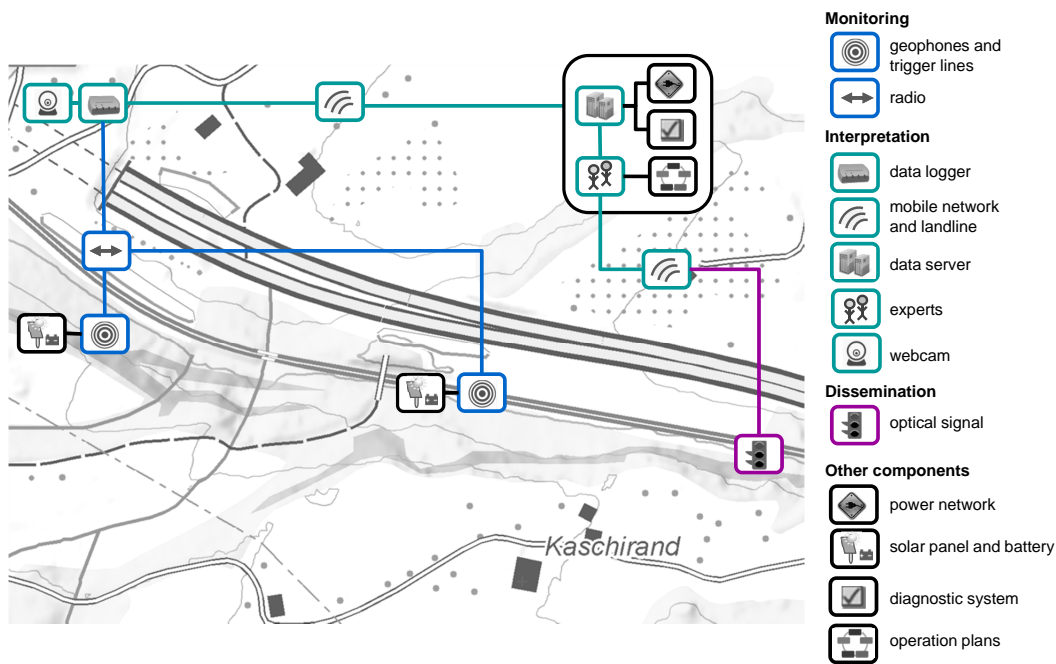 Monitoring
geophones and
trigger lines
radio
Interpretation
data logger
mobile network
and landline
data server
experts
webcam
Dissemination
optical signal
Other components
power network
solar panel and battery
diagnostic system
operation plans
Kaschirand